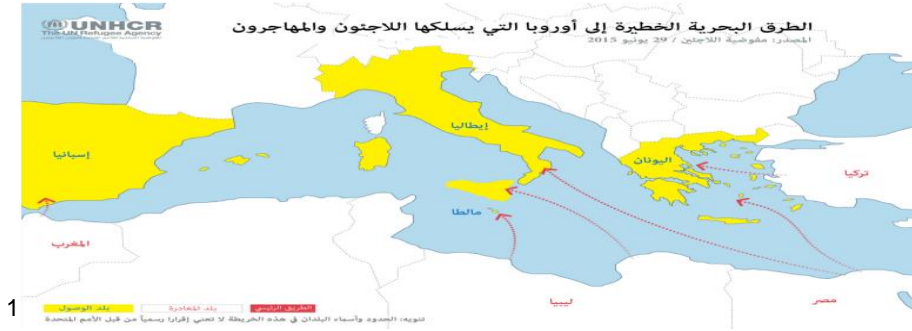 UNHCR
The UN Refugee Agency
الطرق البحرية الخطيرة إلى أوروبا التي يسلكها اللاجئون والمهاجرون
المصدر: مفوضية اللاجئين / 29 يونيو 2015
إيطاليا
إسبانيا
اليونان
تركيا
مالطا
المغرب
ليبيا
مصر
الطريق الرئيسي
بلد المغادرة
بلد الوصول
تنويه: الحدود وأسماء البلدان في هذه الخريطة لا تعني إقرارا رسمياً من قبل الأمم المتحدة
1